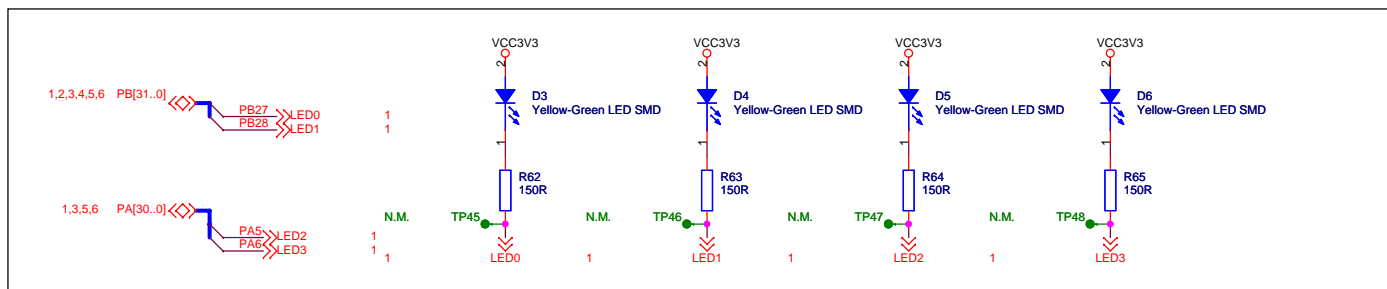 VCC3V3 VCC3V3 VCC3V3 VCC3V3
2 2 2 2
1,2,3,4,5,6 PB[31..0]
D3 D4 D5 D6
Yellow-Green LED SMD Yellow-Green LED SMD Yellow-Green LED SMD Yellow-Green LED SMD
PB27 LED0 1
PB28 LED1 1
1 1 1 1
R62 R63 R64 R65
150R 150R 150R 150R
1,3,5,6 PA[30..0]
N.M. TP45 N.M. TP46 N.M. TP47 N.M. TP48
PA5 LED2 1
PA6 LED3 1
1 LED0 1 LED1 1 LED2 1 LED3